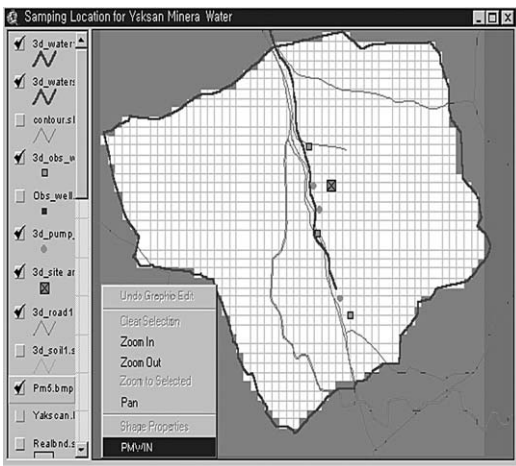 Samping Location for Yaksan Minera Water
3d_water:
3d_waters
contour.sl
3d_obs_w
Obs_well
3d_pump_
3d_site ar
3d_road1
3d_soil1.s
Pm5.bmp
Yaksoan.l
Realbnd.s
Undo Graphic Edit
Clear Selection
Zoom In
Zoom Out
Zoom to Selected
Pan
Shape Properties
PMWIN